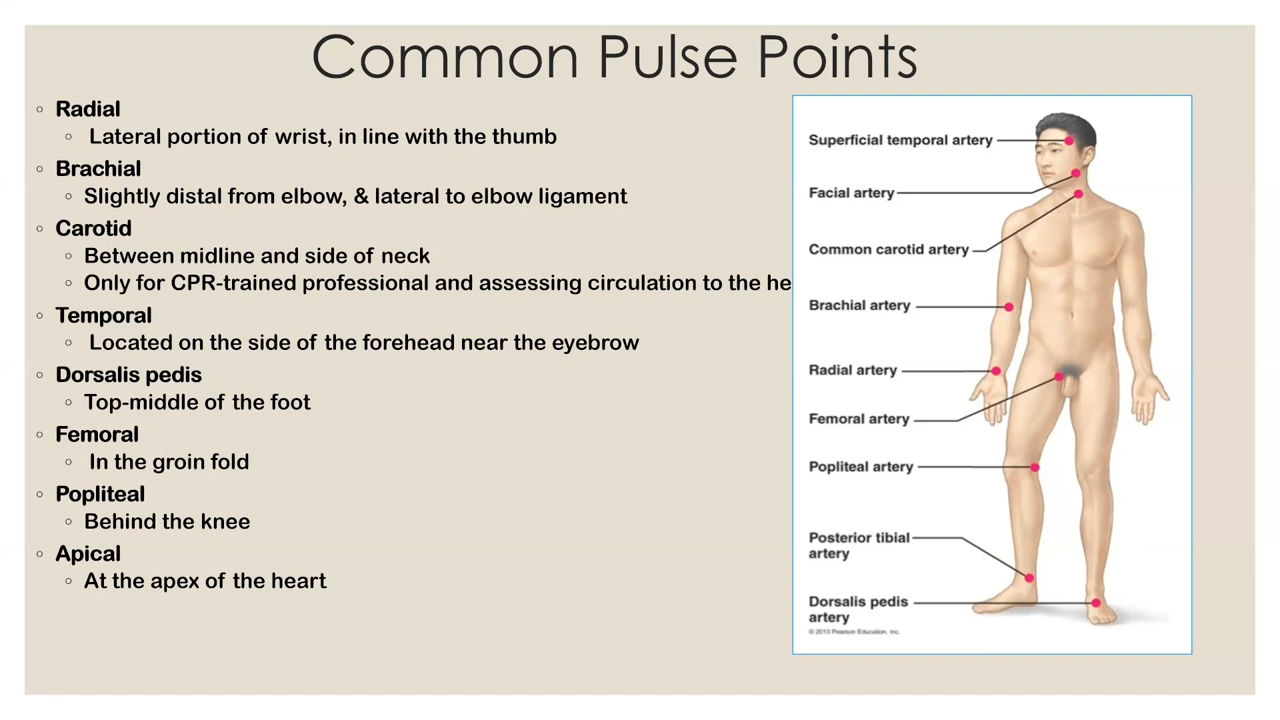 Common Pulse Points
Radial
Lateral portion of wrist, in line with the thumb
Brachial
Slightly distal from elbow, & lateral to elbow ligament
Carotid
Between midline and side of neck
Only for CPR-trained professional and assessing circulation to the he
Temporal
Located on the side of the forehead near the eyebrow
Dorsalis pedis
Top-middle of the foot
Femoral
In the groin fold
Popliteal
Behind the knee
Apical
At the apex of the heart
Superficial temporal artery
Facial artery
Common carotid artery
Brachial artery
Radial artery
Femoral artery
Popliteal artery
Posterior tibial
artery
Dorsalis pedis
artery
© 2013 Pearson Education, Inc.